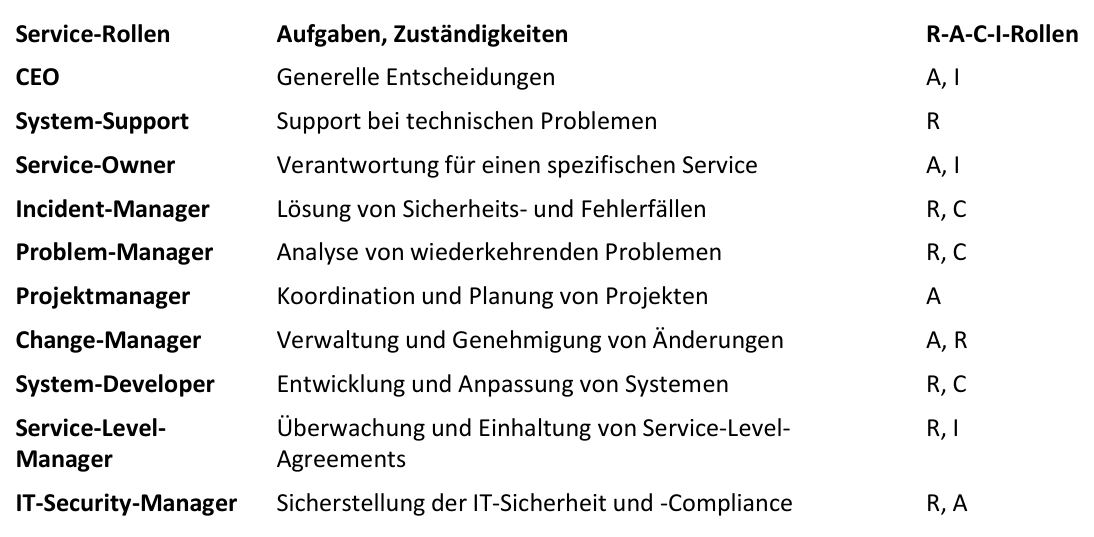 Service-Rollen Aufgaben, Zuständigkeiten R-A-C-I-Rollen
CEO Generelle Entscheidungen A, I
System-Support Support bei technischen Problemen R
Service-Owner Verantwortung für einen spezifischen Service A, I
Incident-Manager Lösung von Sicherheits- und Fehlerfällen R, C
Problem-Manager Analyse von wiederkehrenden Problemen R, C
Projektmanager Koordination und Planung von Projekten A
Change-Manager Verwaltung und Genehmigung von Änderungen A, R
System-Developer Entwicklung und Anpassung von Systemen R, C
Service-Level- Überwachung und Einhaltung von Service-Level- R, I
Manager Agreements
IT-Security-Manager Sicherstellung der IT-Sicherheit und -Compliance R, A